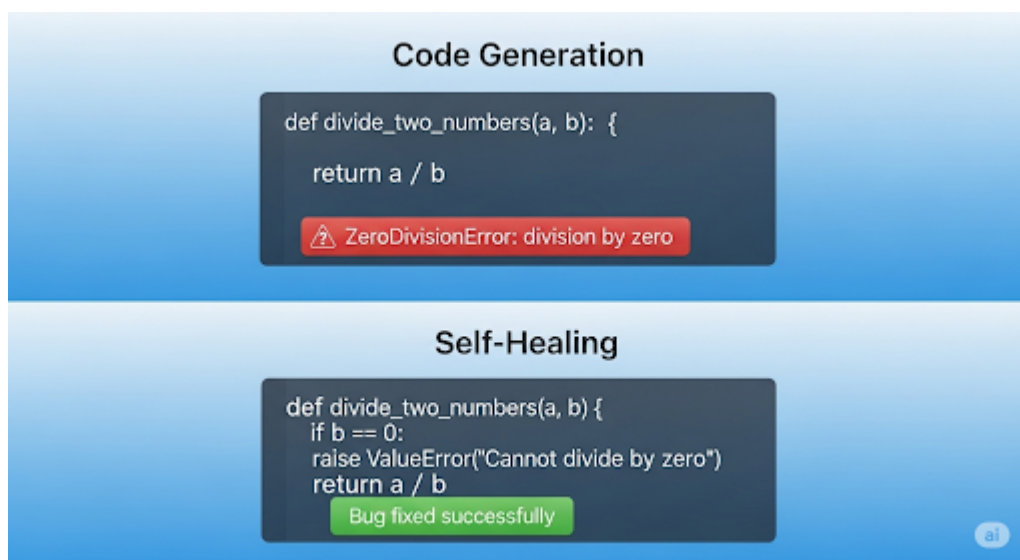 Code Generation
def divide_two_numbers(a, b): {
return a / b
ZeroDivisionError: division by zero
Self-Healing
def divide_two_numbers(a, b) {
if b == 0:
raise ValueError("Cannot divide by zero")
return a / b
Bug fixed successfully
ai